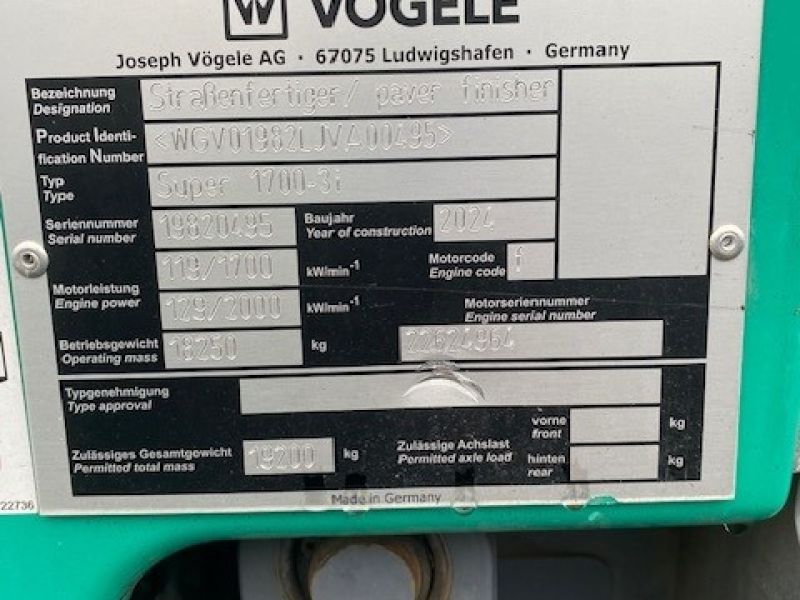 W VÖGELE
Joseph Vögele AG · 67075 Ludwigshafen · Germany
Bezeichnung
Designation
Straßenfertiger/ paver finisher
Product Identi-
fication Number
<WGV01982LJVA00495>
Typ
Type
Super 1700-3i
Seriennummer
Serial number
19820495
Baujahr
Year of construction
2024
Motorleistung
Engine power
119/1700 kW/min-1
129/2000 kW/min-1
Motorcode
Engine code
f
Motorseriennummer
Engine serial number
22624964
Betriebsgewicht
Operating mass
18250 kg
Typgenehmigung
Type approval
Zulässiges Gesamtgewicht
Permitted total mass
19200 kg
Zulässige Achslast
Permitted axle load
vorne
front
kg
hinten
rear
kg
Made in Germany
22736